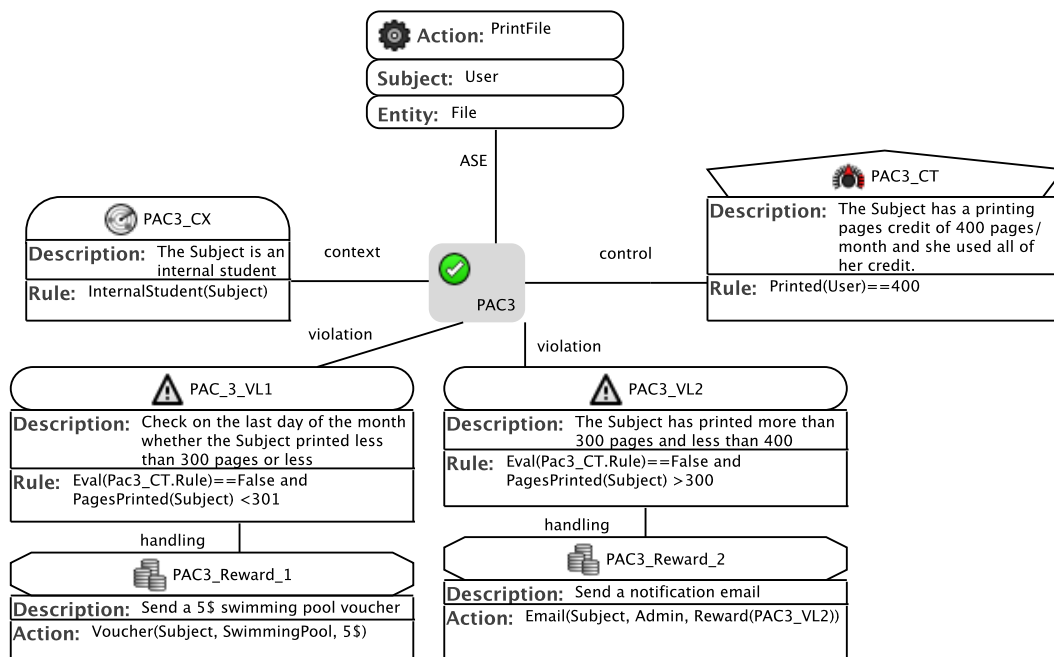 Action: PrintFile
Subject: User
Entity: File
ASE
PAC3_CX
Description: The Subject is an
internal student
Rule: InternalStudent(Subject)
context
PAC3
control
PAC3_CT
Description: The Subject has a printing
pages credit of 400 pages/
month and she used all of
her credit.
Rule: Printed(User)==400
violation
violation
PAC_3_VL1
Description: Check on the last day of the month
whether the Subject printed less
than 300 pages or less
Rule: Eval(Pac3_CT.Rule)==False and
PagesPrinted(Subject) <301
handling
PAC3_Reward_1
Description: Send a 5$ swimming pool voucher
Action: Voucher(Subject, SwimmingPool, 5$)
PAC3_VL2
Description: The Subject has printed more than
300 pages and less than 400
Rule: Eval(Pac3_CT.Rule)==False and
PagesPrinted(Subject) >300
handling
PAC3_Reward_2
Description: Send a notification email
Action: Email(Subject, Admin, Reward(PAC3_VL2))